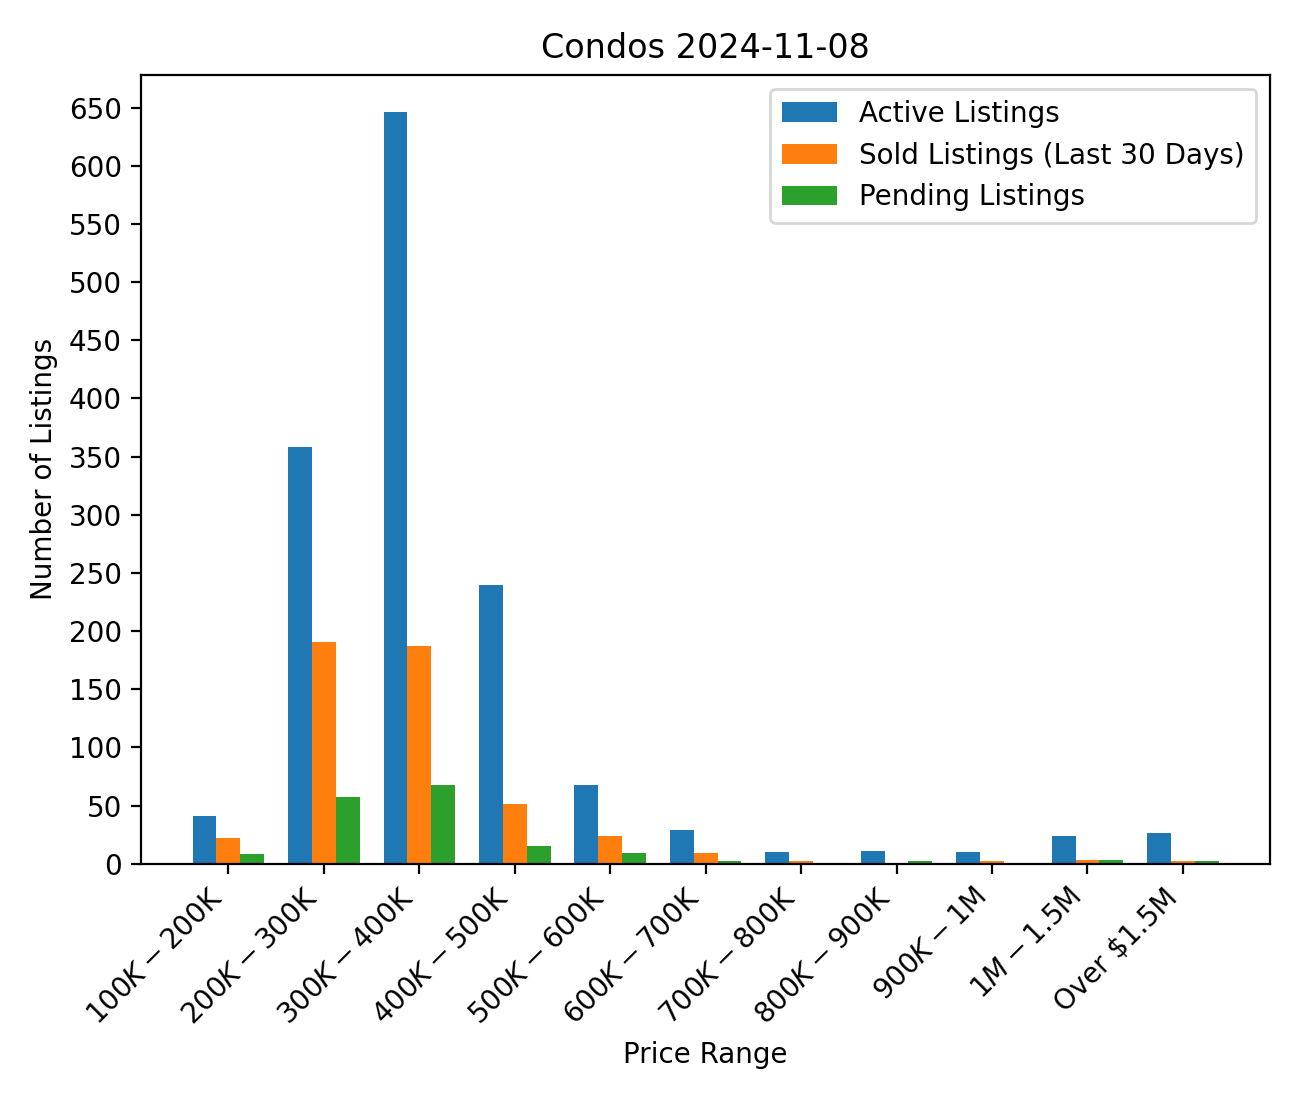 Condos 2024-11-08
650
600
550
500
450
400
350
300
250
200
150
100
50
0
Number of Listings
Active Listings
Sold Listings (Last 30 Days)
Pending Listings
100K − 200K
200K − 300K
300K − 400K
400K − 500K
500K − 600K
600K − 700K
700K − 800K
800K − 900K
900K − 1M
1M − 1.5M
Over $1.5M
Price Range